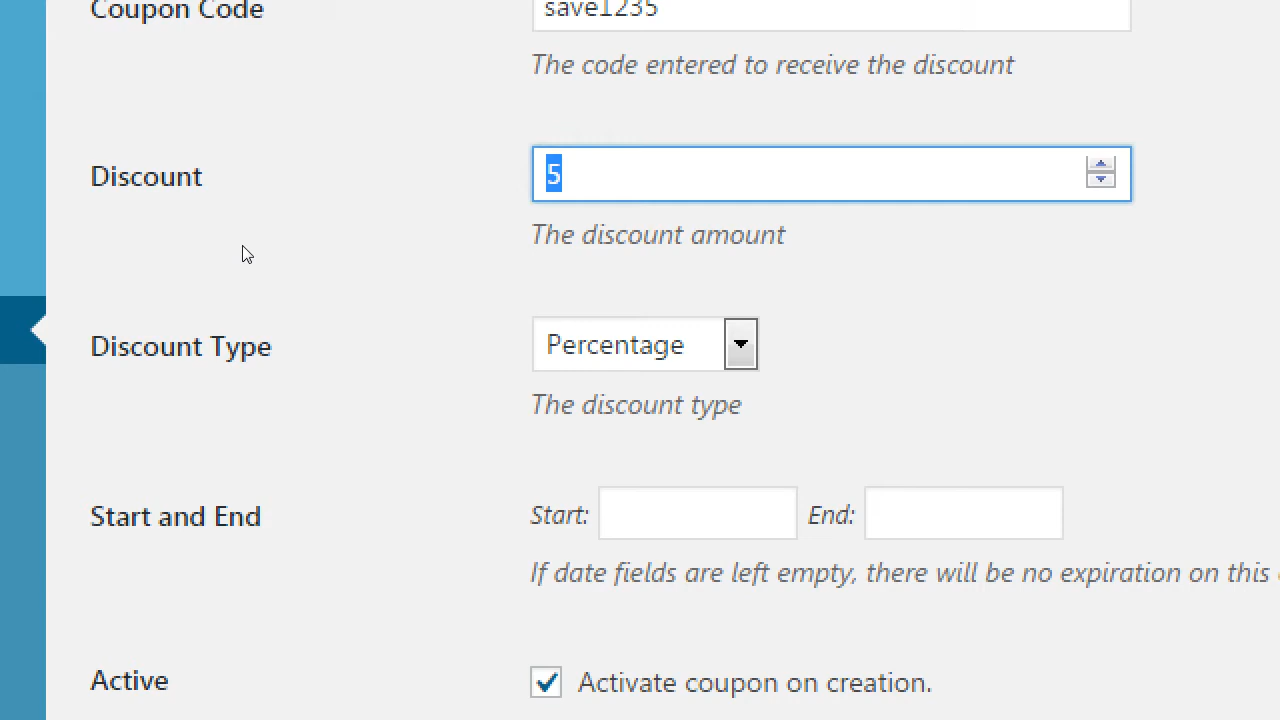 Coupon Code save1235
The code entered to receive the discount
Discount 5
The discount amount
Discount Type Percentage
The discount type
Start and End Start: End:
If date fields are left empty, there will be no expiration on this
Active Activate coupon on creation.